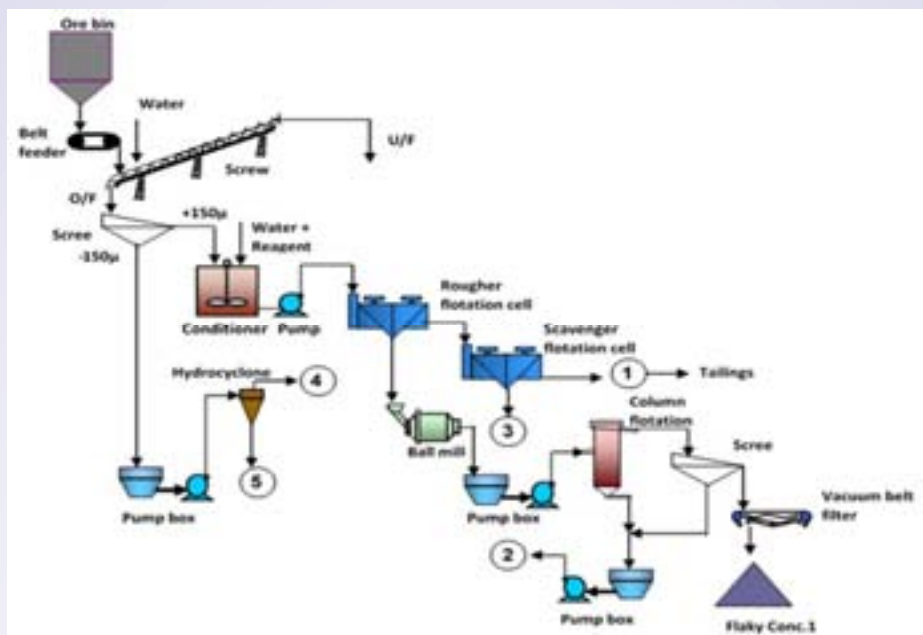 Ore bin
Water
Belt
feeder
U/F
Screw
O/F
+150µ
Scree
-150µ
Water +
Reagent
Rougher
flotation cell
Conditioner
Pump
Scavenger
flotation cell
Hydrocyclone
4
1
Tailings
Column
flotation
3
Ball mill
Scree
5
Pump box
Pump box
Vacuum belt
filter
2
Pump box
Flaky Conc.1